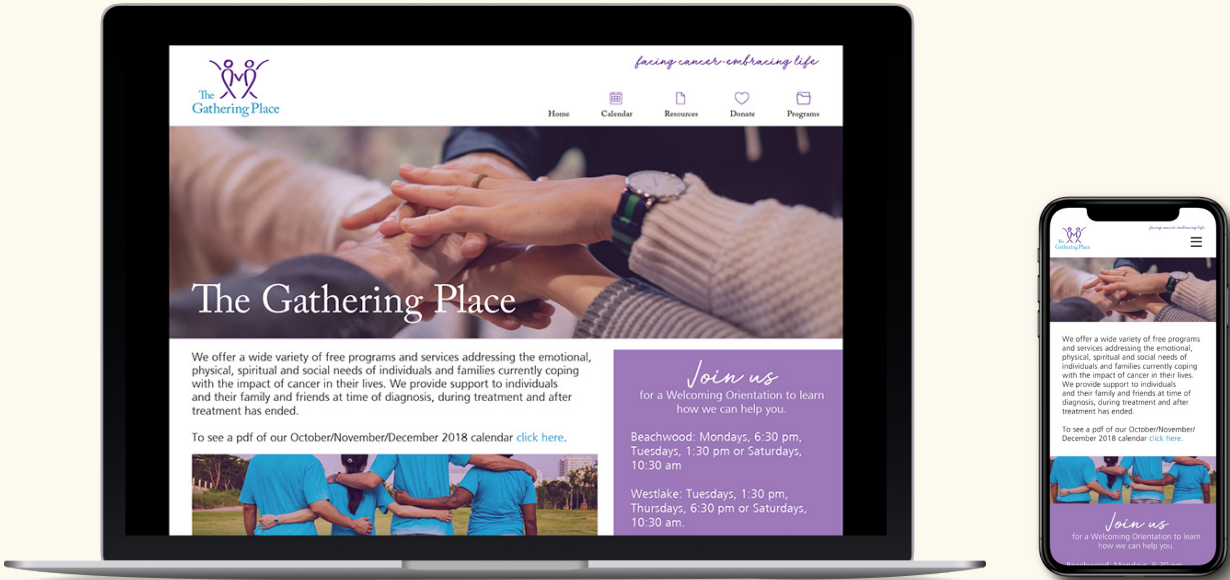 The
Gathering Place
facing cancer·embracing life
Home
Calendar
Resources
Donate
Programs
The Gathering Place
We offer a wide variety of free programs and services addressing the emotional,
physical, spiritual and social needs of individuals and families currently coping
with the impact of cancer in their lives. We provide support to individuals
and their family and friends at time of diagnosis, during treatment and after
treatment has ended.
To see a pdf of our October/November/December 2018 calendar click here.
Join us
for a Welcoming Orientation to learn
how we can help you.
Beachwood: Mondays, 6:30 pm,
Tuesdays, 1:30 pm or Saturdays,
10:30 am
Westlake: Tuesdays, 1:30 pm,
Thursdays, 6:30 pm or Saturdays,
10:30 am.
The
Gathering Place
facing cancer·embracing life
We offer a wide variety of free programs
and services addressing the emotional,
physical, spiritual and social needs of
individuals and families currently coping
with the impact of cancer in their lives.
We provide support to individuals
and their family and friends at time of
diagnosis, during treatment and after
treatment has ended.
To see a pdf of our October/November/
December 2018 calendar click here.
Join us
for a Welcoming Orientation to learn
how we can help you.
Beachwood: Mondays, 6:30 pm,